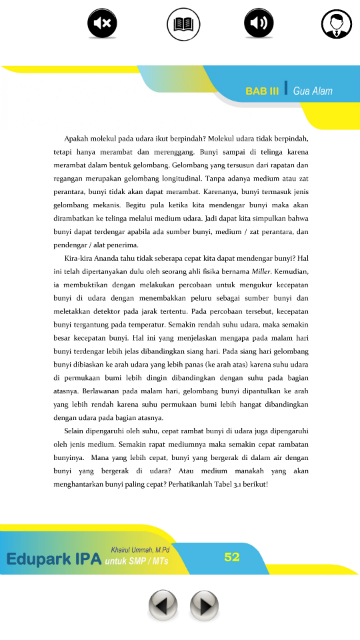 BAB III Gua Alam
Apakah molekul pada udara ikut berpindah? Molekul udara tidak berpindah,
tetapi hanya merambat dan merenggang. Bunyi sampai di telinga karena
merambat dalam bentuk gelombang. Gelombang yang tersusun dari rapatan dan
regangan merupakan gelombang longitudinal. Tanpa adanya medium atau zat
perantara, bunyi tidak akan dapat merambat. Karenanya, bunyi termasuk jenis
gelombang mekanis. Begitu pula ketika kita mendengar bunyi maka akan
dirambatkan ke telinga melalui medium udara. Jadi dapat kita simpulkan bahwa
bunyi dapat terdengar apabila ada sumber bunyi, medium / zat perantara, dan
pendengar / alat penerima.
Kira-kira Ananda tahu tidak seberapa cepat kita dapat mendengar bunyi? Hal
ini telah dipertanyakan dulu oleh seorang ahli fisika bernama Miller. Kemudian,
ia membuktikan dengan melakukan percobaan untuk mengukur kecepatan
bunyi di udara dengan menembakkan peluru sebagai sumber bunyi dan
meletakkan detektor pada jarak tertentu. Pada percobaan tersebut, kecepatan
bunyi tergantung pada temperatur. Semakin rendah suhu udara, maka semakin
besar kecepatan bunyi. Hal ini yang menjelaskan mengapa pada malam hari
bunyi terdengar lebih jelas dibandingkan siang hari. Pada siang hari gelombang
bunyi dibiaskan ke arah udara yang lebih panas (ke arah atas) karena suhu udara
di permukaan bumi lebih dingin dibandingkan dengan suhu pada bagian
atasnya. Berlawanan pada malam hari, gelombang bunyi dipantulkan ke arah
yang lebih rendah karena suhu permukaan bumi lebih hangat dibandingkan
dengan udara pada bagian atasnya.
Selain dipengaruhi oleh suhu, cepat rambat bunyi di udara juga dipengaruhi
oleh jenis medium. Semakin rapat mediumnya maka semakin cepat rambatan
bunyinya. Mana yang lebih cepat, bunyi yang bergerak di dalam air dengan
bunyi yang bergerak di udara? Atau medium manakah yang akan
menghantarkan bunyi paling cepat? Perhatikanlah Tabel 3.1 berikut!
Khairul Ummah, M.Pd
Edupark IPA untuk SMP / MTs
52